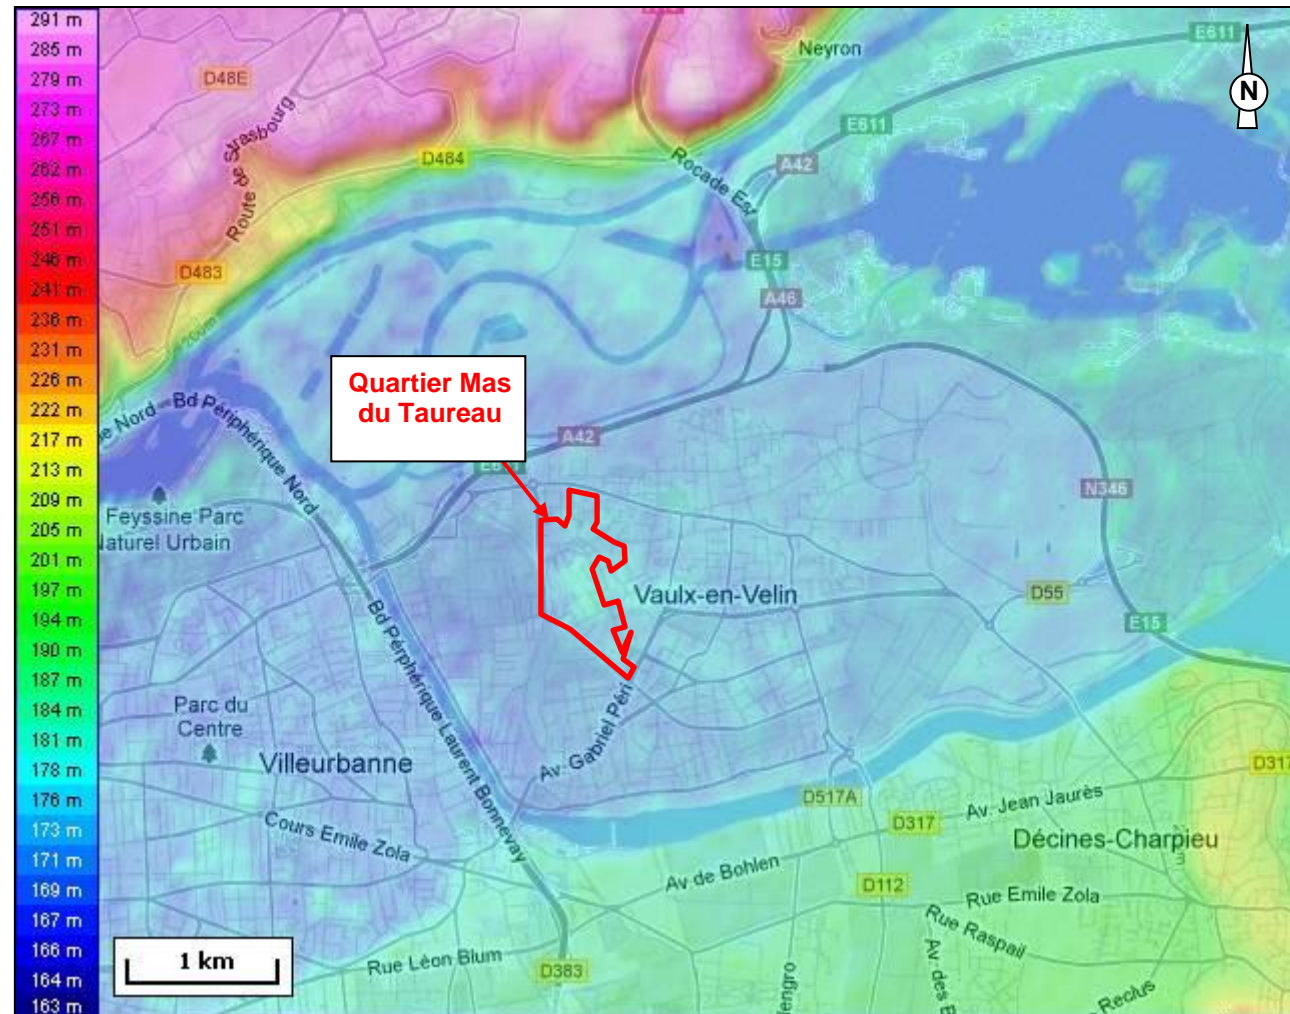 291 m
285 m
279 m
273 m
267 m
262 m
256 m
251 m
246 m
241 m
236 m
231 m
226 m
222 m
217 m
213 m
209 m
205 m
201 m
197 m
194 m
190 m
187 m
184 m
181 m
178 m
176 m
173 m
171 m
169 m
167 m
166 m
164 m
163 m
E611
N
Neyron
D48E
Route de Strasbourg
E611
D484
A42
Rocade Est
D483
E15
A46
Quartier Mas
du Taureau
Nord
Bd Périphérique Nord
A42
N346
Feyssine Parc
Naturel Urbain
Vaulx-en-Velin
D55
E15
Bd Périphérique Laurent Bonnevay
Parc du
Centre
Villeurbanne
Av. Gabriel Péri
D317
D517A
Av. Jean Jaurès
D317
Cours Emile Zola
Décines-Charpieu
Av de Bohlen
D112
Rue Emile Zola
Rue Raspail
1 km
Rue Léon Blum
D383
Av. des
Reclus